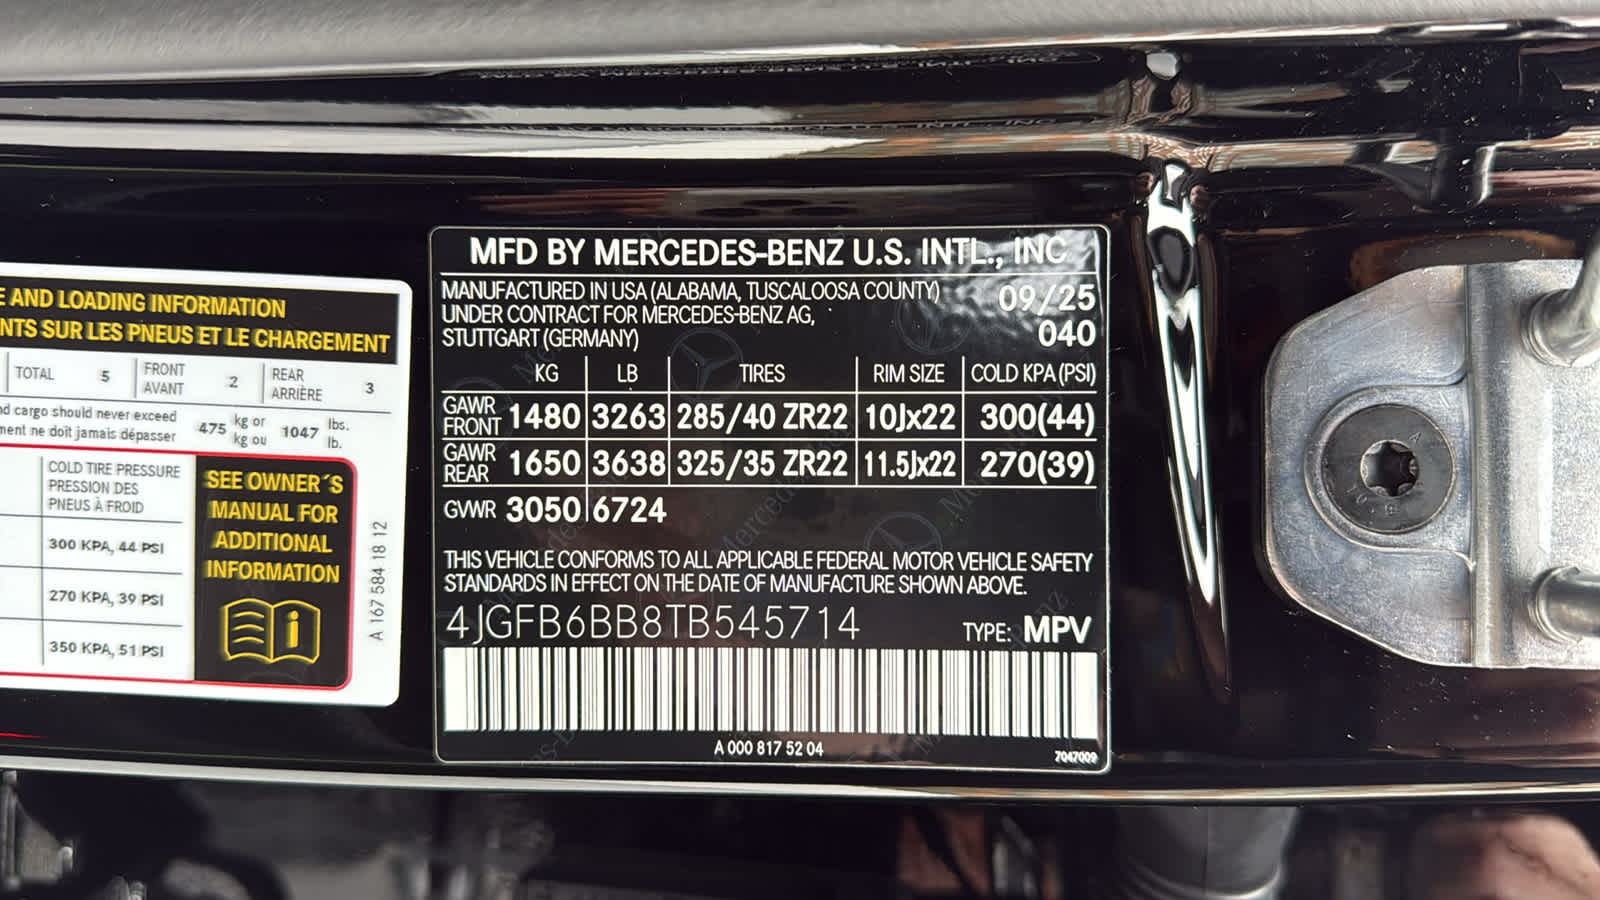 E AND LOADING INFORMATION
NTS SUR LES PNEUS ET LE CHARGEMENT
TOTAL 5 FRONT AVANT 2 REAR ARRIÈRE 3
nd cargo should never exceed 475 kg or 1047 lbs.
ment ne doit jamais dépasser kg ou lb.
COLD TIRE PRESSURE
PRESSION DES
PNEUS À FROID
300 KPA, 44 PSI
270 KPA, 39 PSI
350 KPA, 51 PSI
SEE OWNER´S
MANUAL FOR
ADDITIONAL
INFORMATION
A 167 584 18 12
MFD BY MERCEDES-BENZ U.S. INTL., INC
MANUFACTURED IN USA (ALABAMA, TUSCALOOSA COUNTY) 09/25
UNDER CONTRACT FOR MERCEDES-BENZ AG,
STUTTGART (GERMANY) 040
KG LB TIRES RIM SIZE COLD KPA (PSI)
GAWR FRONT 1480 3263 285/40 ZR22 10Jx22 300(44)
GAWR REAR 1650 3638 325/35 ZR22 11.5Jx22 270(39)
GVWR 3050 6724
THIS VEHICLE CONFORMS TO ALL APPLICABLE FEDERAL MOTOR VEHICLE SAFETY
STANDARDS IN EFFECT ON THE DATE OF MANUFACTURE SHOWN ABOVE.
4JGFB6BB8TB545714 TYPE: MPV
A 000 817 52 04
7047009